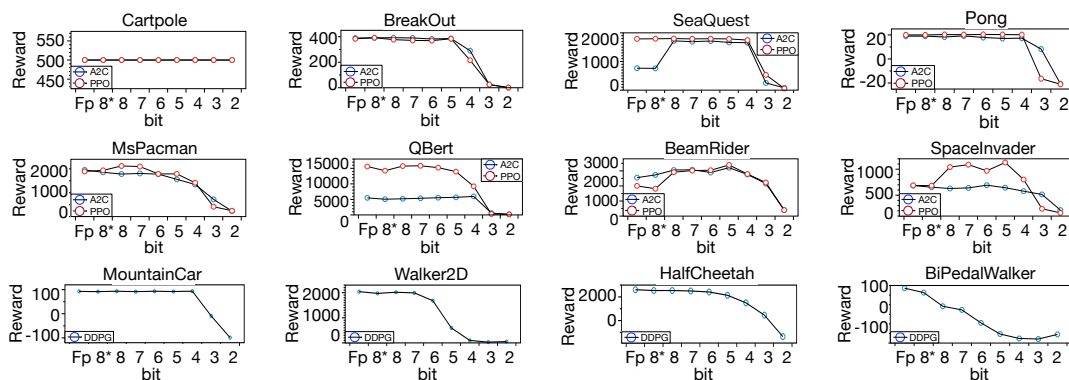 Cartpole
550
500
450
Reward
A2C
PPO
Fp 8* 8 7 6 5 4 3 2
bit
BreakOut
400
200
0
Reward
A2C
PPO
Fp 8* 8 7 6 5 4 3 2
bit
SeaQuest
2000
1000
0
Reward
A2C
PPO
Fp 8* 8 7 6 5 4 3 2
bit
Pong
20
0
-20
Reward
A2C
PPO
Fp 8* 8 7 6 5 4 3 2
bit
MsPacman
2000
1000
0
Reward
A2C
PPO
Fp 8* 8 7 6 5 4 3 2
bit
QBert
15000
10000
5000
0
Reward
A2C
PPO
Fp 8* 8 7 6 5 4 3 2
bit
BeamRider
3000
2000
1000
0
Reward
A2C
PPO
Fp 8* 8 7 6 5 4 3 2
bit
SpaceInvader
1000
500
0
Reward
A2C
PPO
Fp 8* 8 7 6 5 4 3 2
bit
MountainCar
100
0
-100
Reward
DDPG
Fp 8* 8 7 6 5 4 3 2
bit
Walker2D
2000
1000
0
Reward
DDPG
Fp 8* 8 7 6 5 4 3 2
bit
HalfCheetah
2000
0
Reward
DDPG
Fp 8* 8 7 6 5 4 3 2
bit
BiPedalWalker
100
0
-100
Reward
DDPG
Fp 8* 8 7 6 5 4 3 2
bit